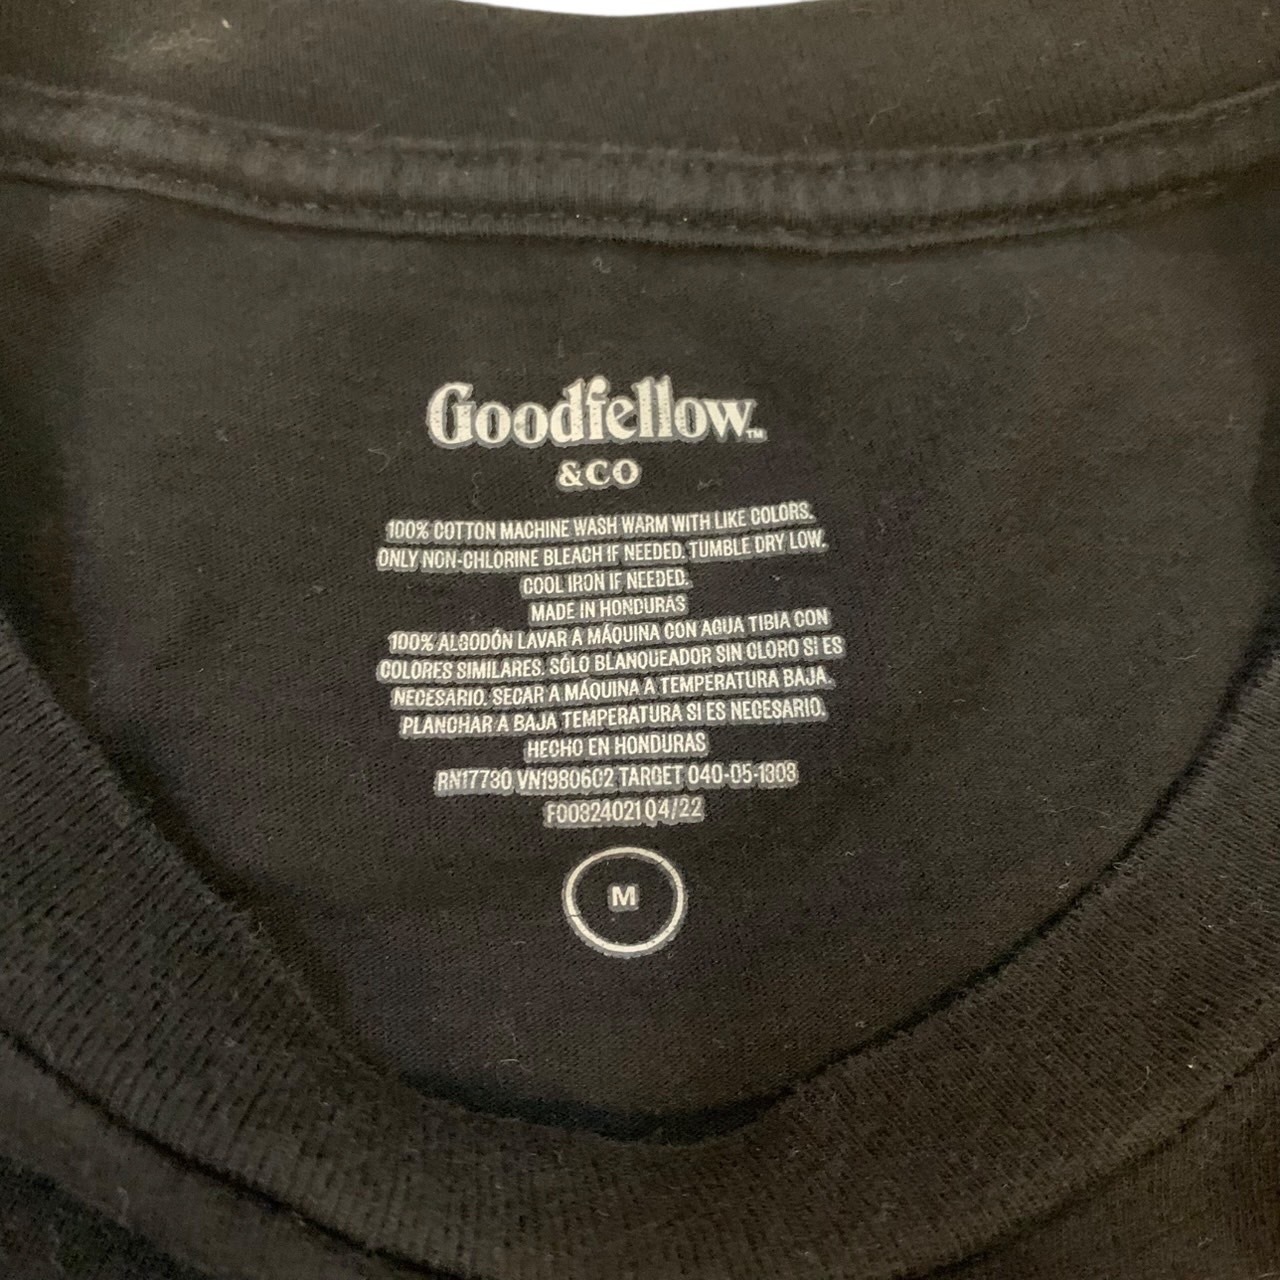 Goodfellow™
&CO
100% COTTON MACHINE WASH WARM WITH LIKE COLORS.
ONLY NON-CHLORINE BLEACH IF NEEDED. TUMBLE DRY LOW.
COOL IRON IF NEEDED.
MADE IN HONDURAS
100% ALGODÓN LAVAR A MÁQUINA CON AGUA TIBIA CON
COLORES SIMILARES. SÓLO BLANQUEADOR SIN CLORO SI ES
NECESARIO. SECAR A MÁQUINA A TEMPERATURA BAJA.
PLANCHAR A BAJA TEMPERATURA SI ES NECESARIO.
HECHO EN HONDURAS
RN17730 VN1980602 TARGET 040-05-1808
F00824021 04/22
M